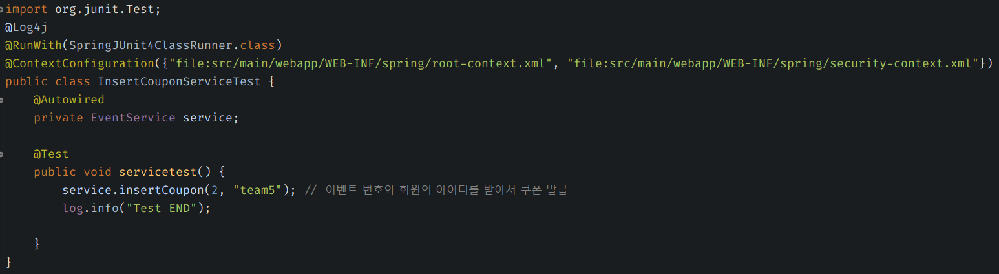 import org.junit.Test;
@Log4j
@RunWith(SpringJUnit4ClassRunner.class)
@ContextConfiguration({"file:src/main/webapp/WEB-INF/spring/root-context.xml", "file:src/main/webapp/WEB-INF/spring/security-context.xml"})
public class InsertCouponServiceTest {
    @Autowired
    private EventService service;
    @Test
    public void servicetest() {
        service.insertCoupon(2, "team5"); // 이벤트 번호와 회원의 아이디를 받아서 쿠폰 발급
        log.info("Test END");
    }
}